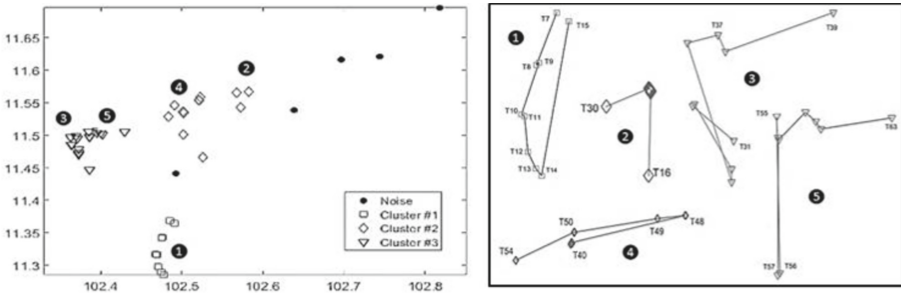 11.65
11.6
11.55
11.5
11.45
11.4
11.35
11.3
102.4 102.5 102.6 102.7 102.8
3
5
4
2
1
Noise
Cluster #1
Cluster #2
Cluster #3
1
T7
T15
T8
T9
T10
T11
T12
T13
T14
T30
2
T16
T37
T39
3
T31
T55
T63
5
T57
T56
T50
T48
T49
T54
T40
4